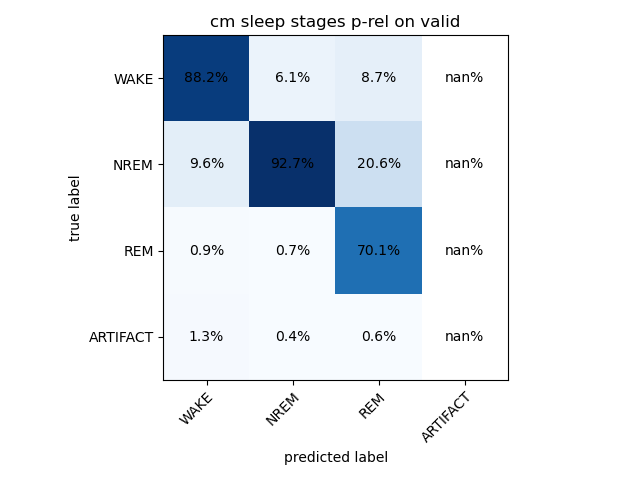 cm sleep stages p-rel on valid
WAKE 88.2% 6.1% 8.7% nan%
NREM 9.6% 92.7% 20.6% nan%
REM 0.9% 0.7% 70.1% nan%
ARTIFACT 1.3% 0.4% 0.6% nan%
true label
WAKE NREM REM ARTIFACT
predicted label